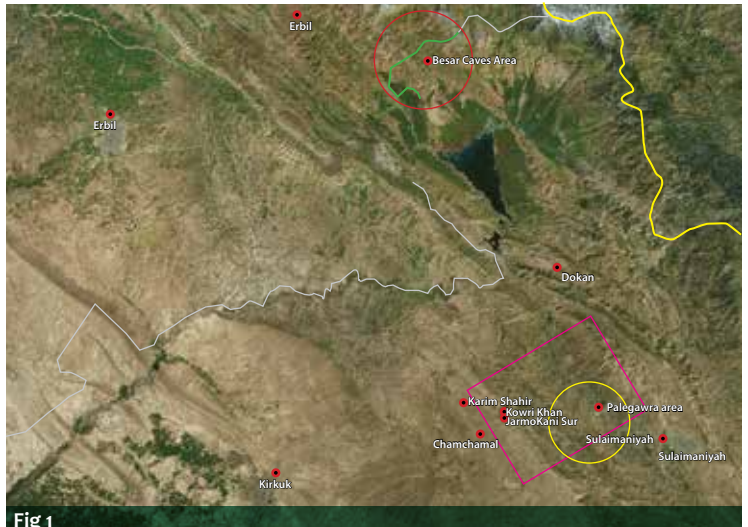 Erbil
Besar Caves Area
Erbil
Dokan
Karim Shahir
Kowri Khan
JarmoKani Sur
Palegawra area
Chamchamal
Sulaimaniyah
Sulaimaniyah
Kirkuk
Fig 1